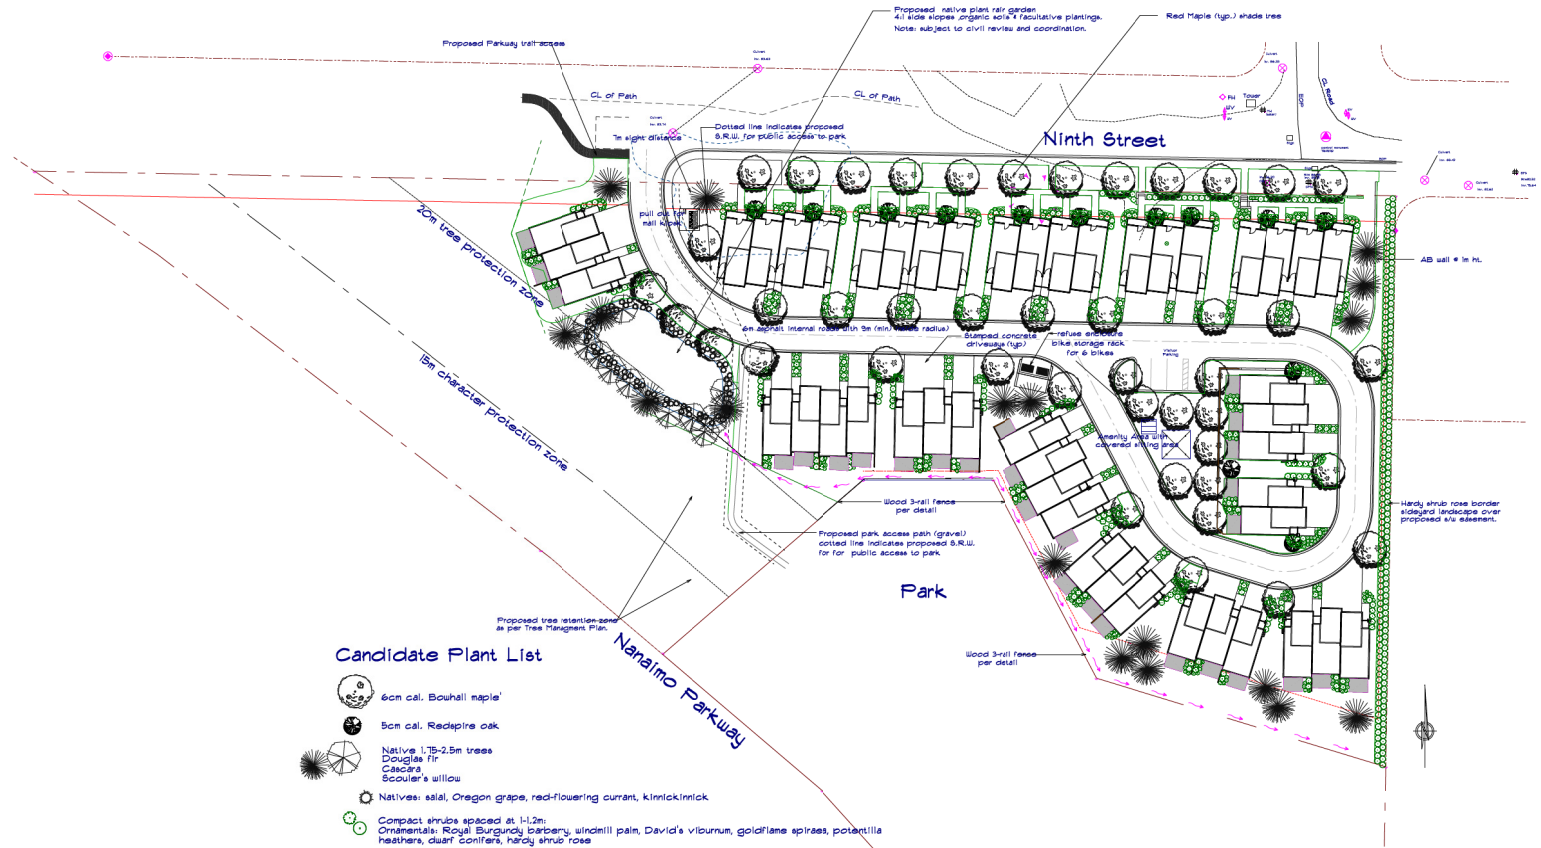 Proposed native plant rair garden
4:1 side slopes ,organic soils & facultative plantings.
Note: subject to civil review and coordination.
Red Maple (typ.) shade tree
Proposed Parkway trail access
CL of Path
CL of Path
CL Road
EOP
FH
WV
Tower
Ninth Street
7m sight distance
Dotted line indicates proposed
S.R.W. for public access to park
pull out for
mail kiosk
20m tree protection zone
15m character protection zone
AB wall @ 1m ht.
6m asphalt internal roads with 9m (min)
radius)
Stamped concrete
driveways (typ)
refuse enclosure
bike storage rack
for 6 bikes
Visitor
Parking
Amenity Area with
covered sitting area
Wood 3-rail fence
per detail
Hardy shrub rose border
sideyard landscape over
proposed s/w easement.
Proposed park access path (gravel)
cotted line indicates proposed S.R.W.
for for public access to park
Park
Proposed tree retention zone
as per Tree Managment Plan.
Nanaimo Parkway
Wood 3-rail fence
per detail
Candidate Plant List
6cm cal. Bowhall maple'
5cm cal. Redspire oak
Native 1.75-2.5m trees
Douglas fir
Cascara
Scouler's willow
Natives: salal, Oregon grape, red-flowering currant, kinnickinnick
Compact shrubs spaced at 1-1.2m:
Ornamentals: Royal Burgundy barbery, windmill palm, David's viburnum, goldflame spiraes, potentilla
heathers, dwarf conifers, hardy shrub rose